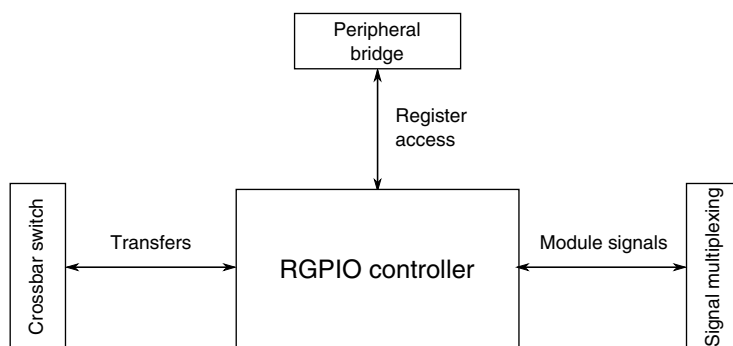 Peripheral
bridge
Register
access
Crossbar switch
Transfers
RGPIO controller
Module signals
Signal multiplexing